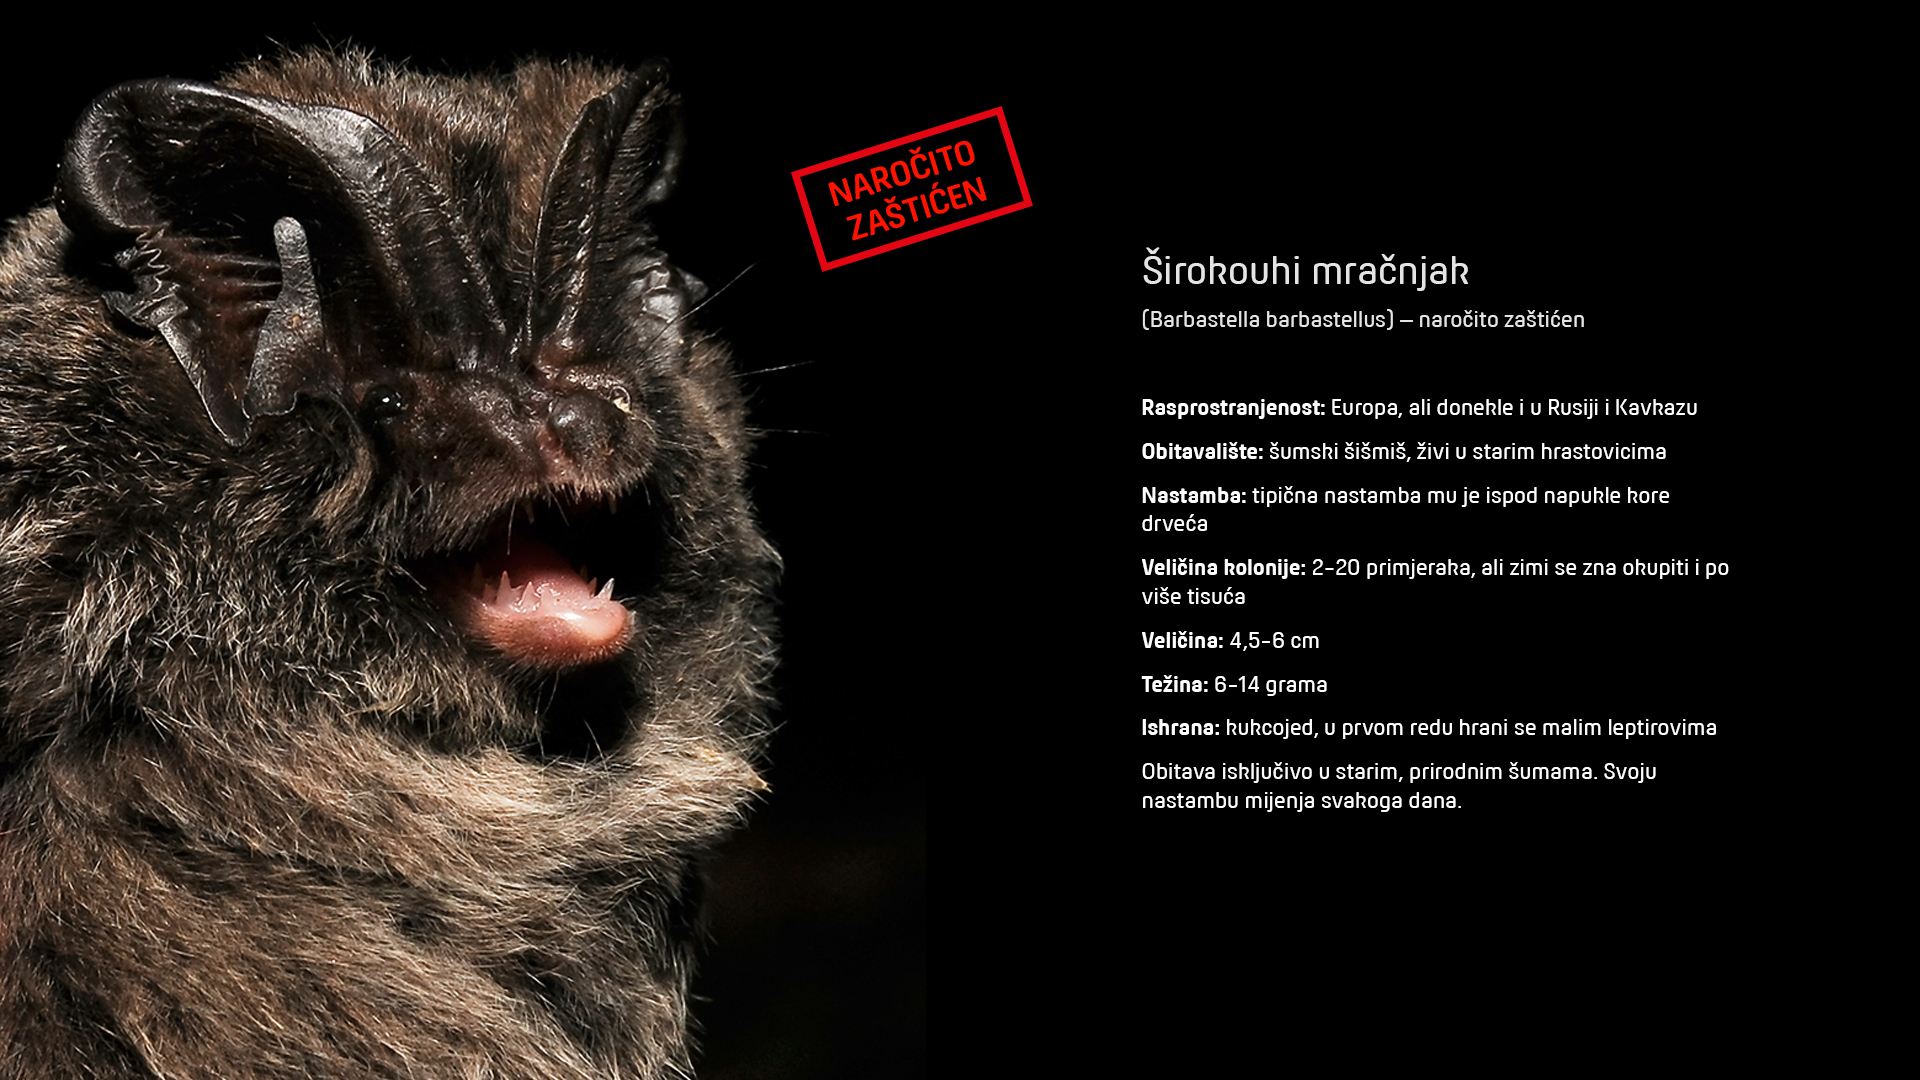 NAROČITO
ZAŠTIĆEN
Širokouhi mračnjak
(Barbastella barbastellus) – naročito zaštićen
Rasprostranjenost: Europa, ali donekle i u Rusiji i Kavkazu
Obitavalište: šumski šišmiš, živi u starim hrastovicima
Nastamba: tipična nastamba mu je ispod napukle kore
drveća
Veličina kolonije: 2-20 primjeraka, ali zimi se zna okupiti i po
više tisuća
Veličina: 4,5-6 cm
Težina: 6-14 grama
Ishrana: kukcojed, u prvom redu hrani se malim leptirovima
Obitava isključivo u starim, prirodnim šumama. Svoju
nastambu mijenja svakoga dana.